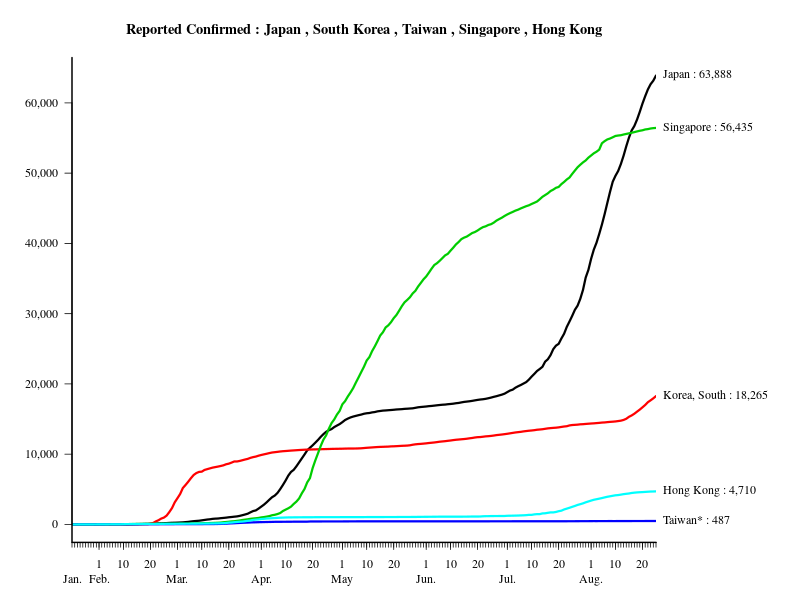 Reported Confirmed : Japan , South Korea , Taiwan , Singapore , Hong Kong
60,000
50,000
40,000
30,000
20,000
10,000
0
Japan : 63,888
Singapore : 56,435
Korea, South : 18,265
Hong Kong : 4,710
Taiwan* : 487
1 10 20 1 10 20 1 10 20 1 10 20 1 10 20 1 10 20 1 10 20
Jan. Feb. Mar. Apr. May Jun. Jul. Aug.